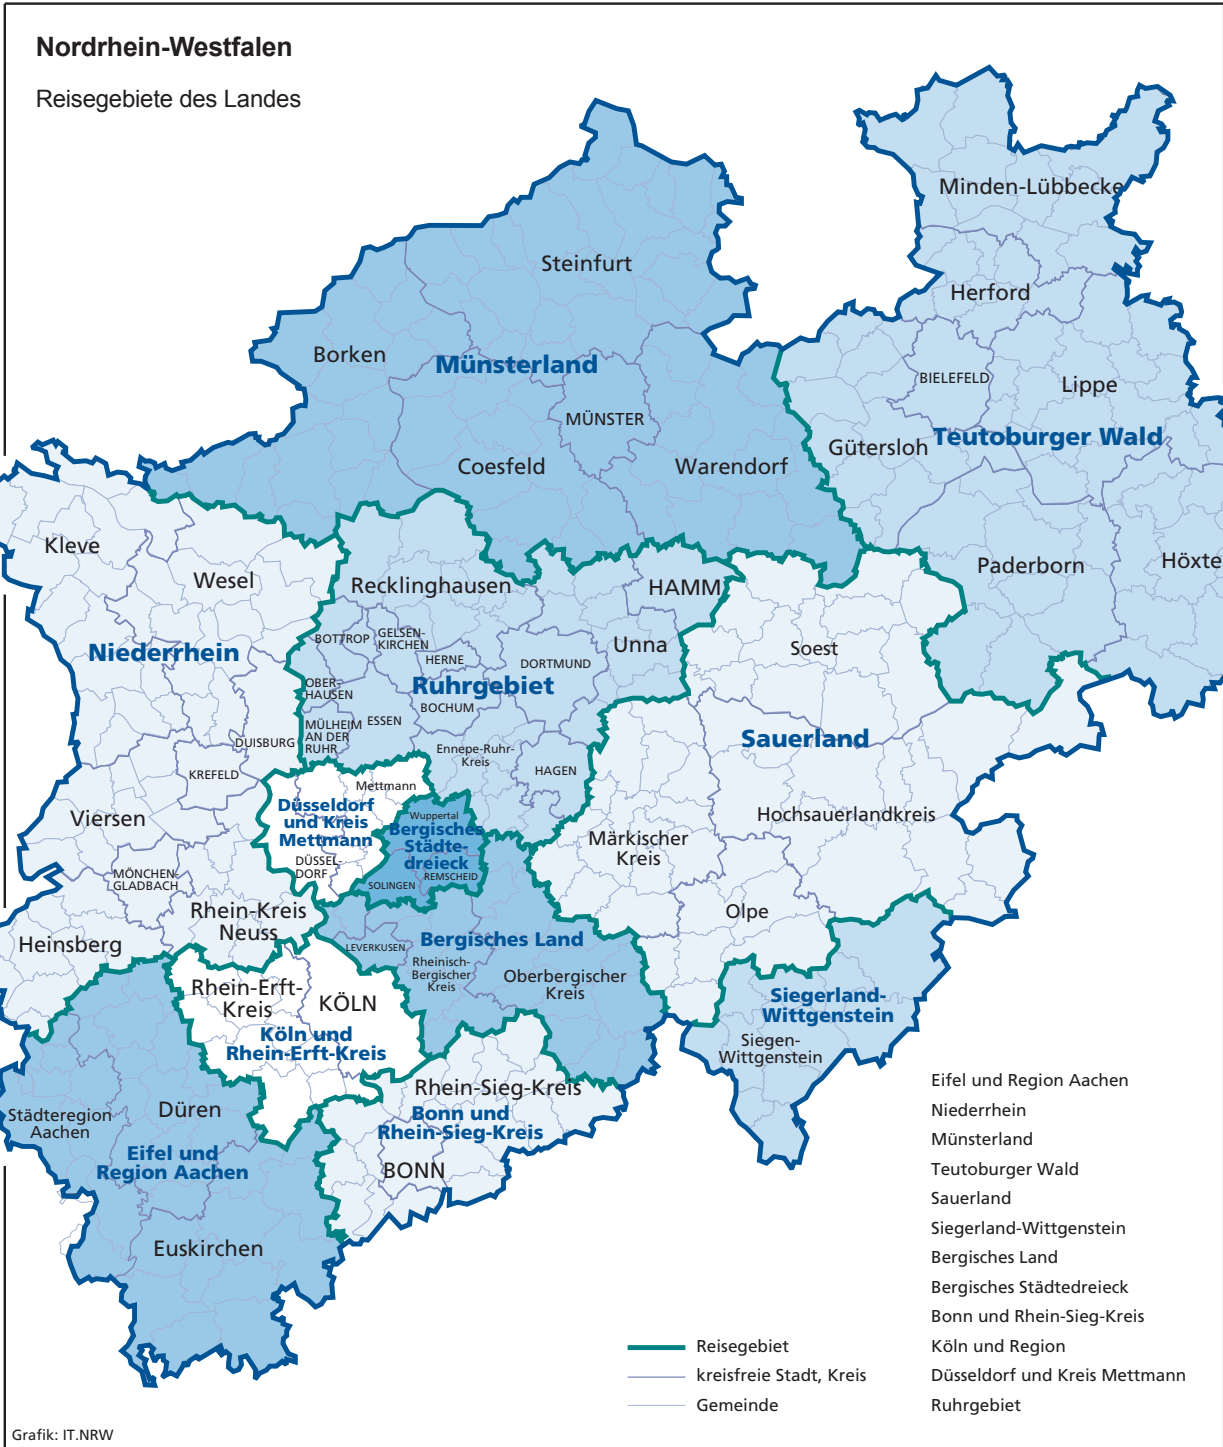 Nordrhein-Westfalen
Reisegebiete des Landes
Minden-Lübbecke
Steinfurt
Herford
Borken
Münsterland
BIELEFELD
Lippe
MÜNSTER
Teutoburger Wald
Gütersloh
Coesfeld
Warendorf
Kleve
Wesel
Recklinghausen
HAMM
Paderborn
Höxte
BOTTROP
GELSEN-
KIRCHEN
Unna
Soest
Niederrhein
HERNE
DORTMUND
OBER-
HAUSEN
Ruhrgebiet
BOCHUM
ESSEN
MÜLHEIM
AN DER
RUHR
DUISBURG
Sauerland
Ennepe-Ruhr-
Kreis
HAGEN
KREFELD
Mettmann
Düsseldorf
und Kreis
Mettmann
Viersen
Wuppertal
Bergisches
Städte-
dreieck
Hochsauerlandkreis
Märkischer
Kreis
DÜSSEL-
DORF
MÖNCHEN-
GLADBACH
SOLINGEN
REMSCHEID
Rhein-Kreis
Neuss
Olpe
Heinsberg
LEVERKUSEN
Bergisches Land
Rheinisch-
Bergischer
Kreis
Oberbergischer
Kreis
Rhein-Erft-
Kreis
KÖLN
Köln und
Rhein-Erft-Kreis
Siegerland-
Wittgenstein
Siegen-
Wittgenstein
Rhein-Sieg-Kreis
Bonn und
Rhein-Sieg-Kreis
BONN
Städteregion
Aachen
Düren
Eifel und
Region Aachen
Euskirchen
Eifel und Region Aachen
Niederrhein
Münsterland
Teutoburger Wald
Sauerland
Siegerland-Wittgenstein
Bergisches Land
Bergisches Städtedreieck
Bonn und Rhein-Sieg-Kreis
Köln und Region
Düsseldorf und Kreis Mettmann
Ruhrgebiet
Reisegebiet
kreisfreie Stadt, Kreis
Gemeinde
Grafik: IT.NRW